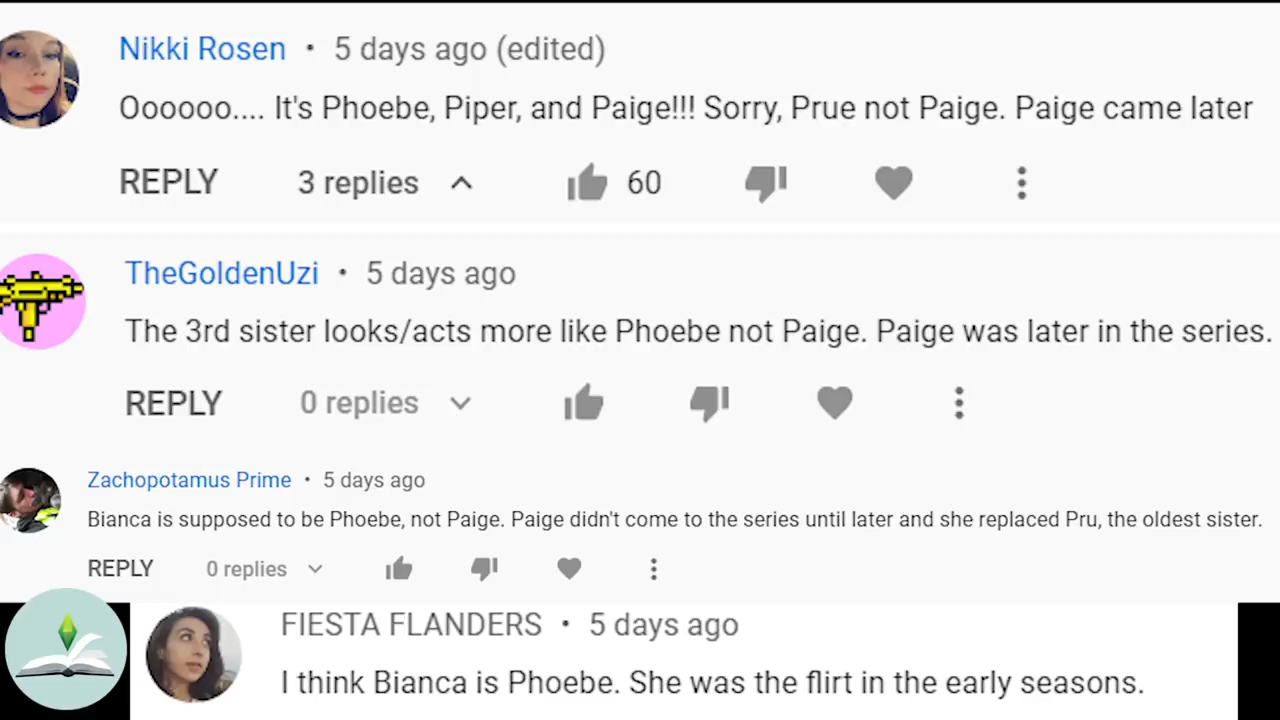 Nikki Rosen • 5 days ago (edited)
Oooooo.... It's Phoebe, Piper, and Paige!!! Sorry, Prue not Paige. Paige came later
REPLY 3 replies 60
TheGoldenUzi • 5 days ago
The 3rd sister looks/acts more like Phoebe not Paige. Paige was later in the series.
REPLY 0 replies
Zachopotamus Prime • 5 days ago
Bianca is supposed to be Phoebe, not Paige. Paige didn't come to the series until later and she replaced Pru, the oldest sister.
REPLY 0 replies
FIESTA FLANDERS • 5 days ago
I think Bianca is Phoebe. She was the flirt in the early seasons.